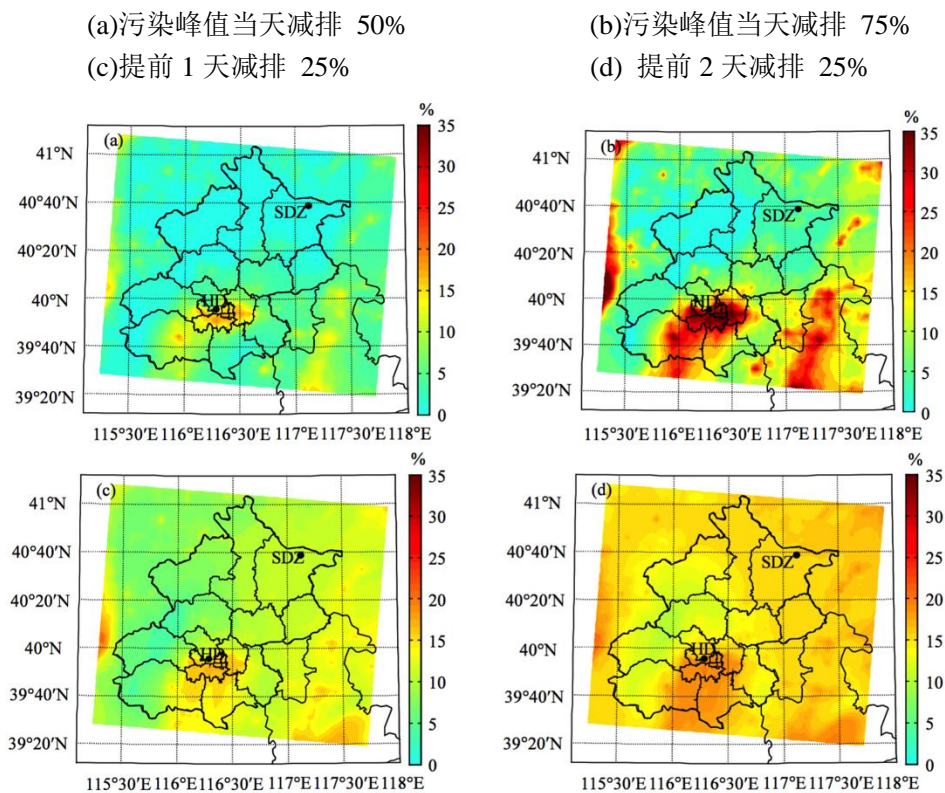 (a)污染峰值当天减排 50% (b)污染峰值当天减排 75%
(c)提前 1 天减排 25% (d) 提前 2 天减排 25%
% %
(a) 35 (b) 35
41°N 30 41°N 30
40°40′N SDZ 25 40°40′N SDZ 25
40°20′N 20 40°20′N 20
40°N HD 15 40°N HD 15
39°40′N 10 39°40′N 10
39°20′N 5 39°20′N 5
0 0
115°30′E 116°E 116°30′E 117°E 117°30′E 118°E 115°30′E 116°E 116°30′E 117°E 117°30′E 118°E
% %
(c) 35 (d) 35
41°N 30 41°N 30
40°40′N SDZ 25 40°40′N SDZ 25
40°20′N 20 40°20′N 20
40°N HD 15 40°N HD 15
39°40′N 10 39°40′N 10
39°20′N 5 39°20′N 5
0 0
115°30′E 116°E 116°30′E 117°E 117°30′E 118°E 115°30′E 116°E 116°30′E 117°E 117°30′E 118°E